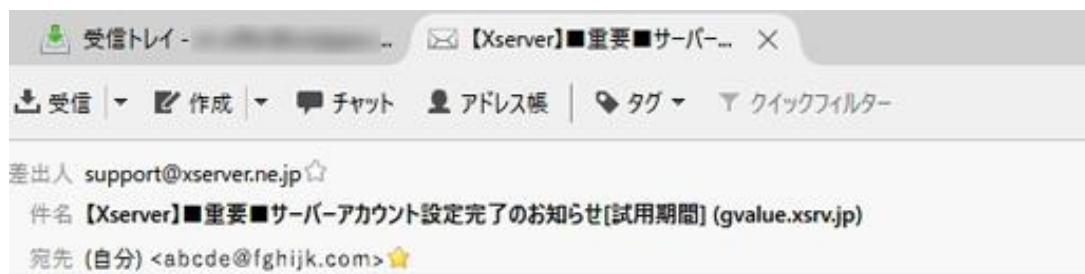 受信トレイ - ..
【Xserver】■重要■サーバー...
受信 作成 チャット アドレス帳 タグ クイックフィルター
差出人 support@xserver.ne.jp
件名 【Xserver】■重要■サーバーアカウント設定完了のお知らせ[試用期間] (gvalue.xsrv.jp)
宛先 (自分) <abcde@fghijk.com>